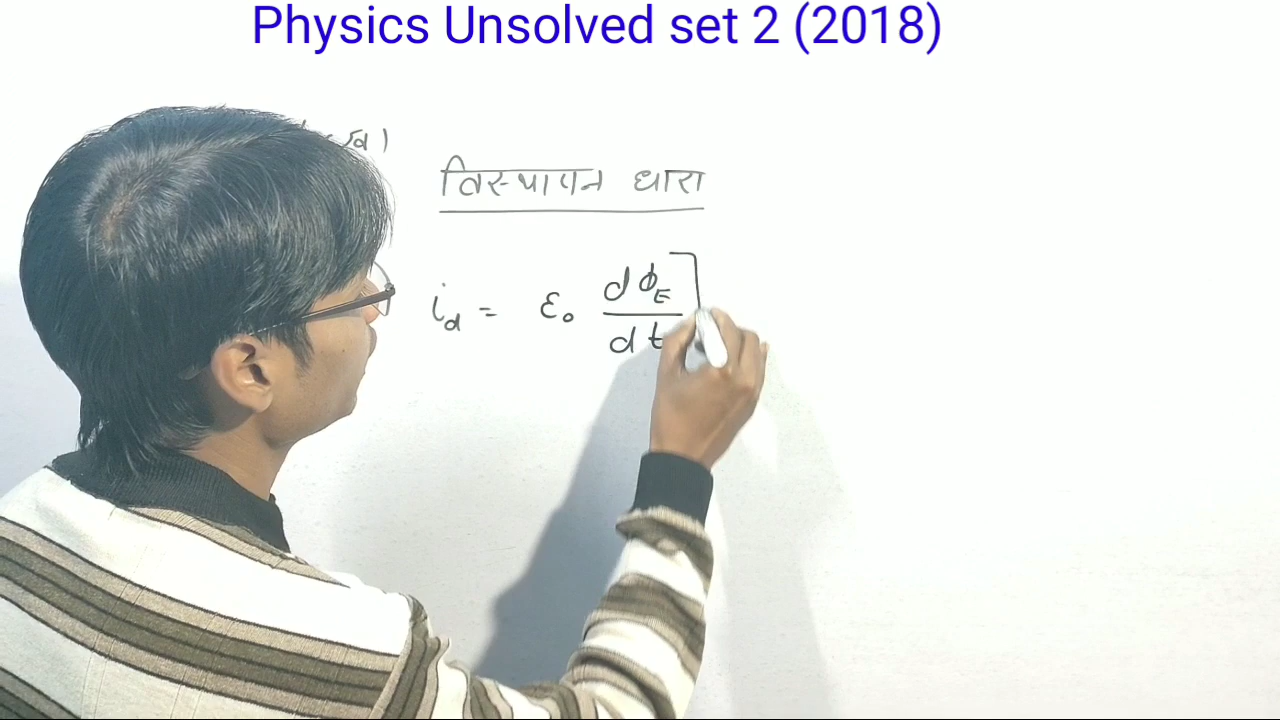 Physics Unsolved set 2 (2018)
ख)
विस्थापन धारा
i_d = ε₀ dΦ_E/dt